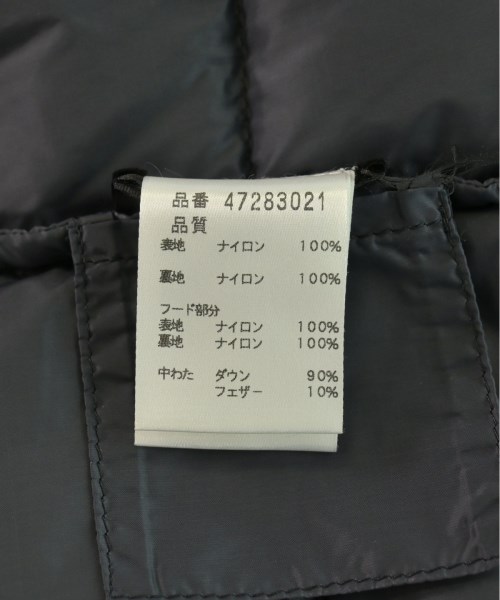 品番 47283021
品質
表地 ナイロン 100%
裏地 ナイロン 100%
フード部分
表地 ナイロン 100%
裏地 ナイロン 100%
中わた ダウン 90%
フェザー 10%